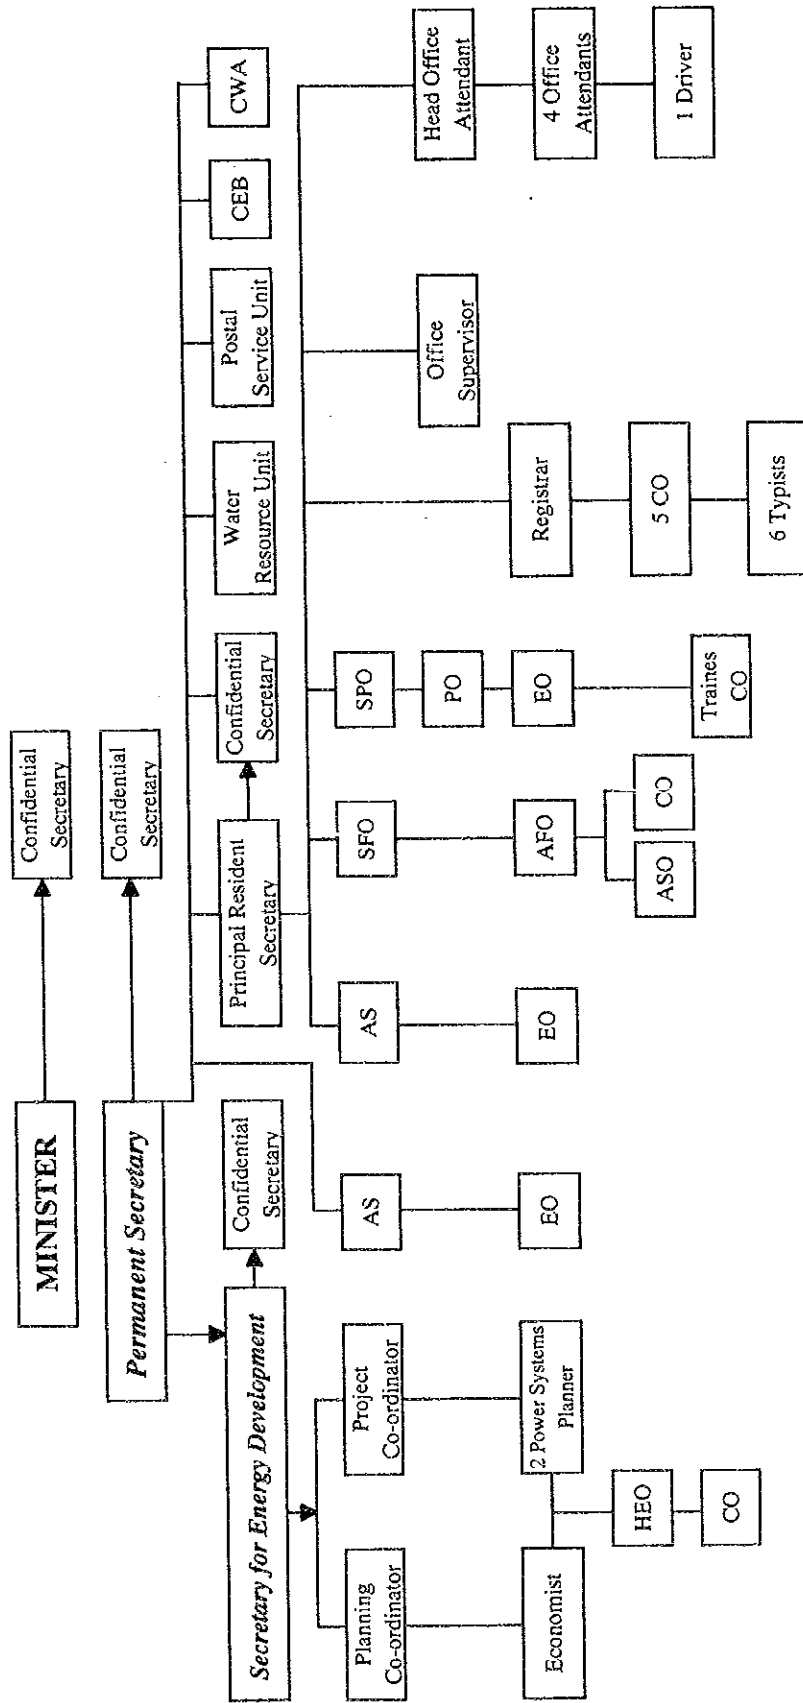 MINISTER
Confidential
Secretary
Permanent Secretary
Confidential
Secretary
Secretary for Energy Development
Confidential
Secretary
Principal Resident
Secretary
Confidential
Secretary
Water
Resource Unit
Postal
Service Unit
CEB
CWA
Planning
Co-ordinator
Project
Co-ordinator
AS
AS
SFO
SPO
PO
Office
Supervisor
Head Office
Attendant
Economist
2 Power Systems
Planner
EO
EO
AFO
EO
Registrar
4 Office
Attendants
HEO
CO
ASO
CO
Traines
CO
5 CO
6 Typists
1 Driver